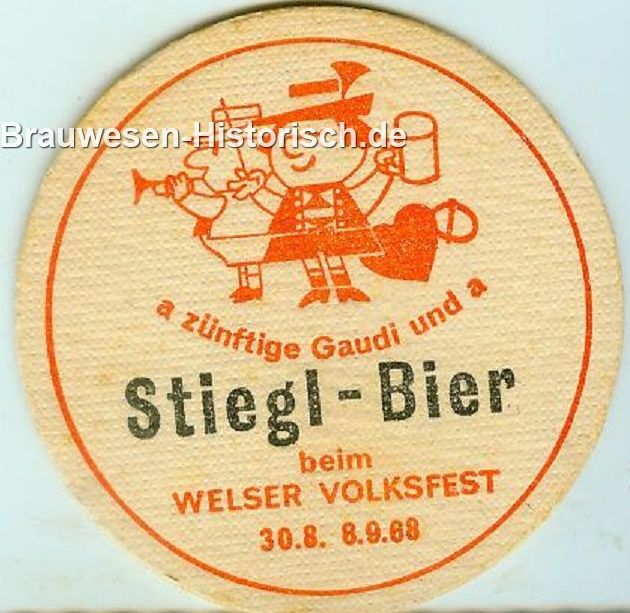 Brauwesen-Historisch.de
a zünftige Gaudi und a
Stiegl-Bier
beim
WELSER VOLKSFEST
30.8. 8.9.68